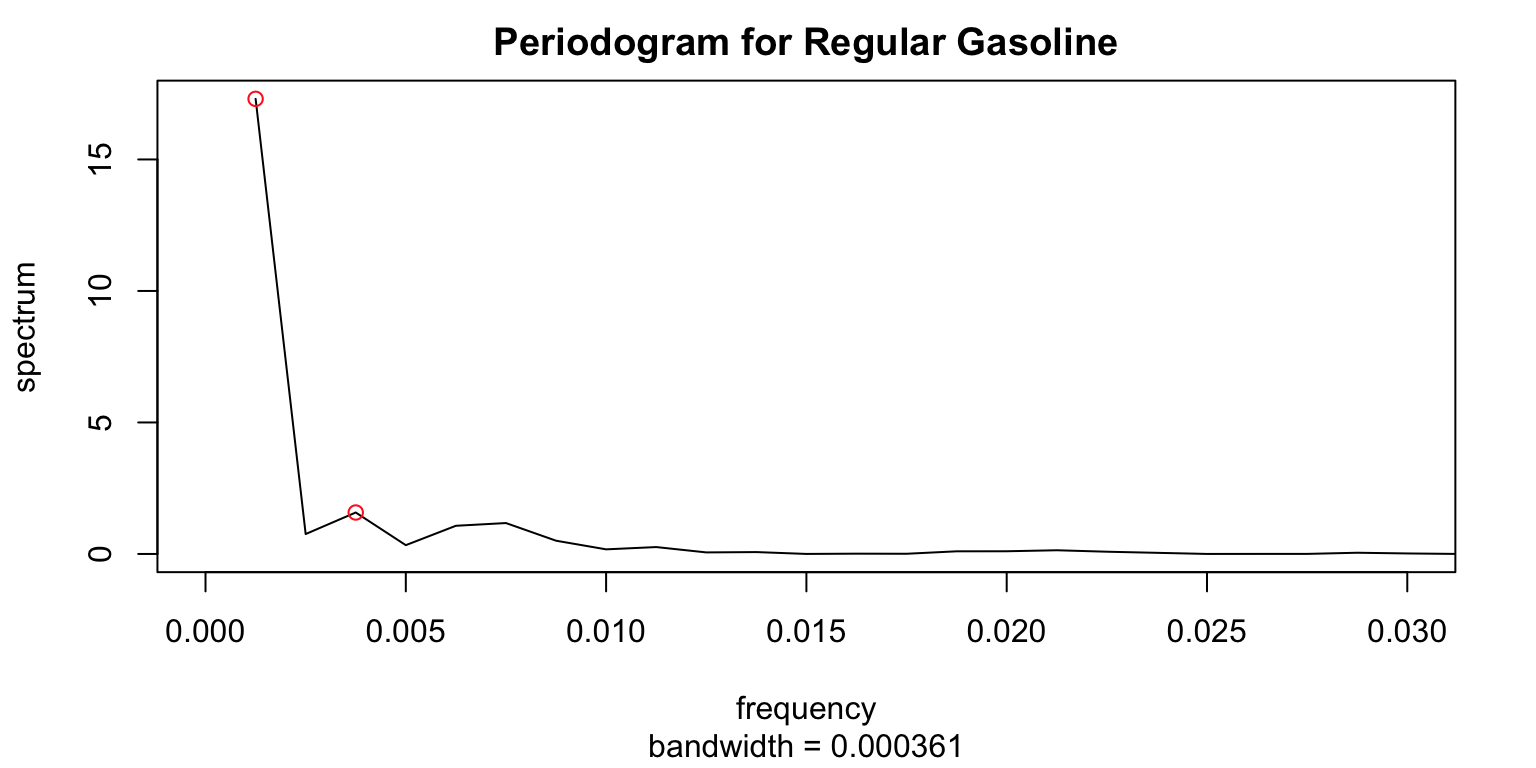 Periodogram for Regular Gasoline
spectrum
15
10
5
0
0.000 0.005 0.010 0.015 0.020 0.025 0.030
frequency
bandwidth = 0.000361